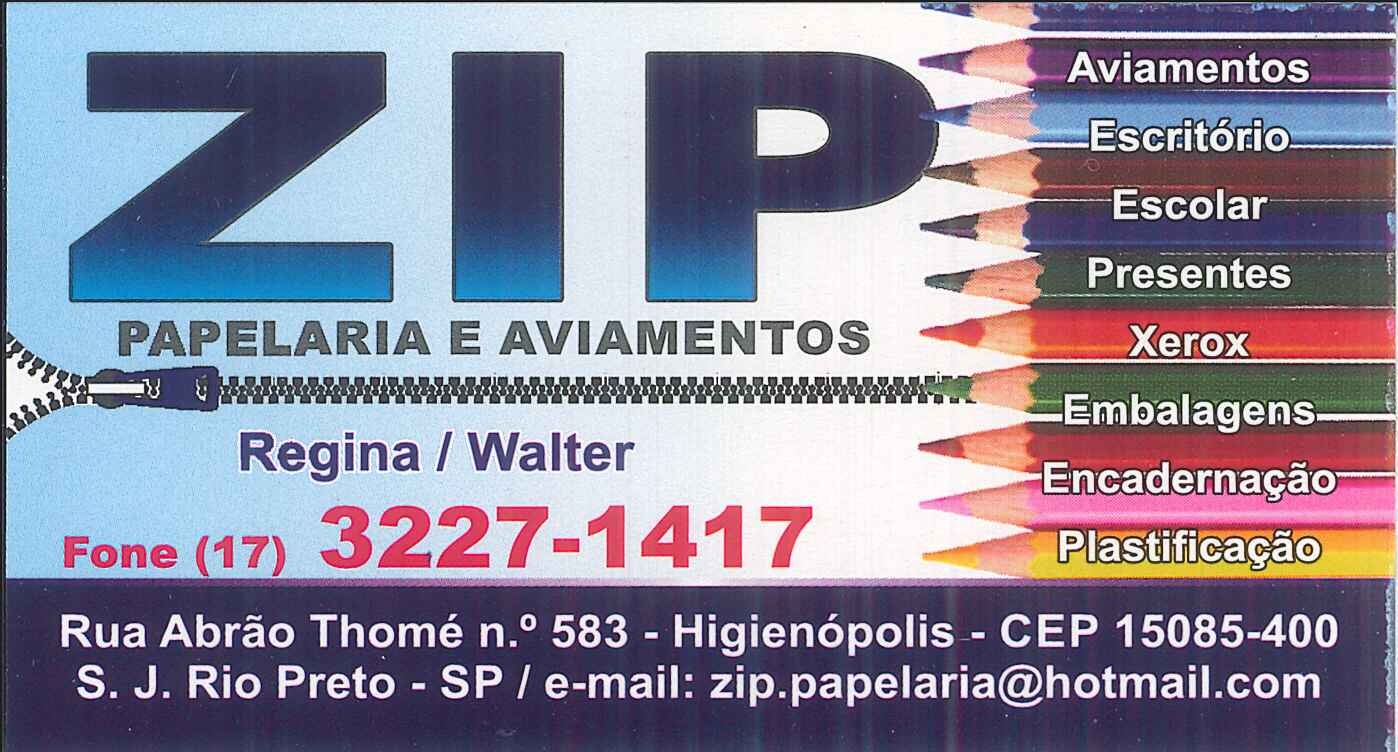 ZIP
PAPELARIA E AVIAMENTOS
Regina / Walter
Fone (17) 3227-1417
Aviamentos
Escritório
Escolar
Presentes
Xerox
Embalagens
Encadernação
Plastificação
Rua Abrão Thomé n.º 583 - Higienópolis - CEP 15085-400
S. J. Rio Preto - SP / e-mail: zip.papelaria@hotmail.com